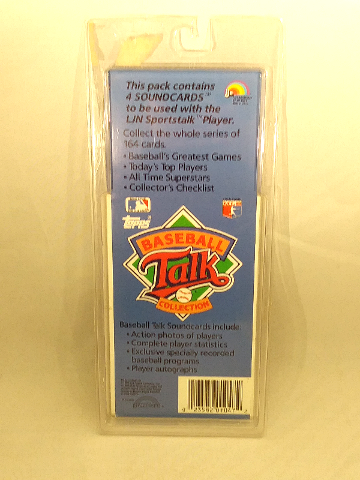 This pack contains
4 SOUNDCARDS™
to be used with the
LJN Sportstalk™ Player.
Collect the whole series of
164 cards.
• Baseball's Greatest Games
• Today's Top Players
• All Time Superstars
• Collector's Checklist
Topps
BASEBALL
Talk
COLLECTION
Baseball Talk Soundcards include:
• Action photos of players
• Complete player statistics
• Exclusive specially recorded
baseball programs
• Player autographs